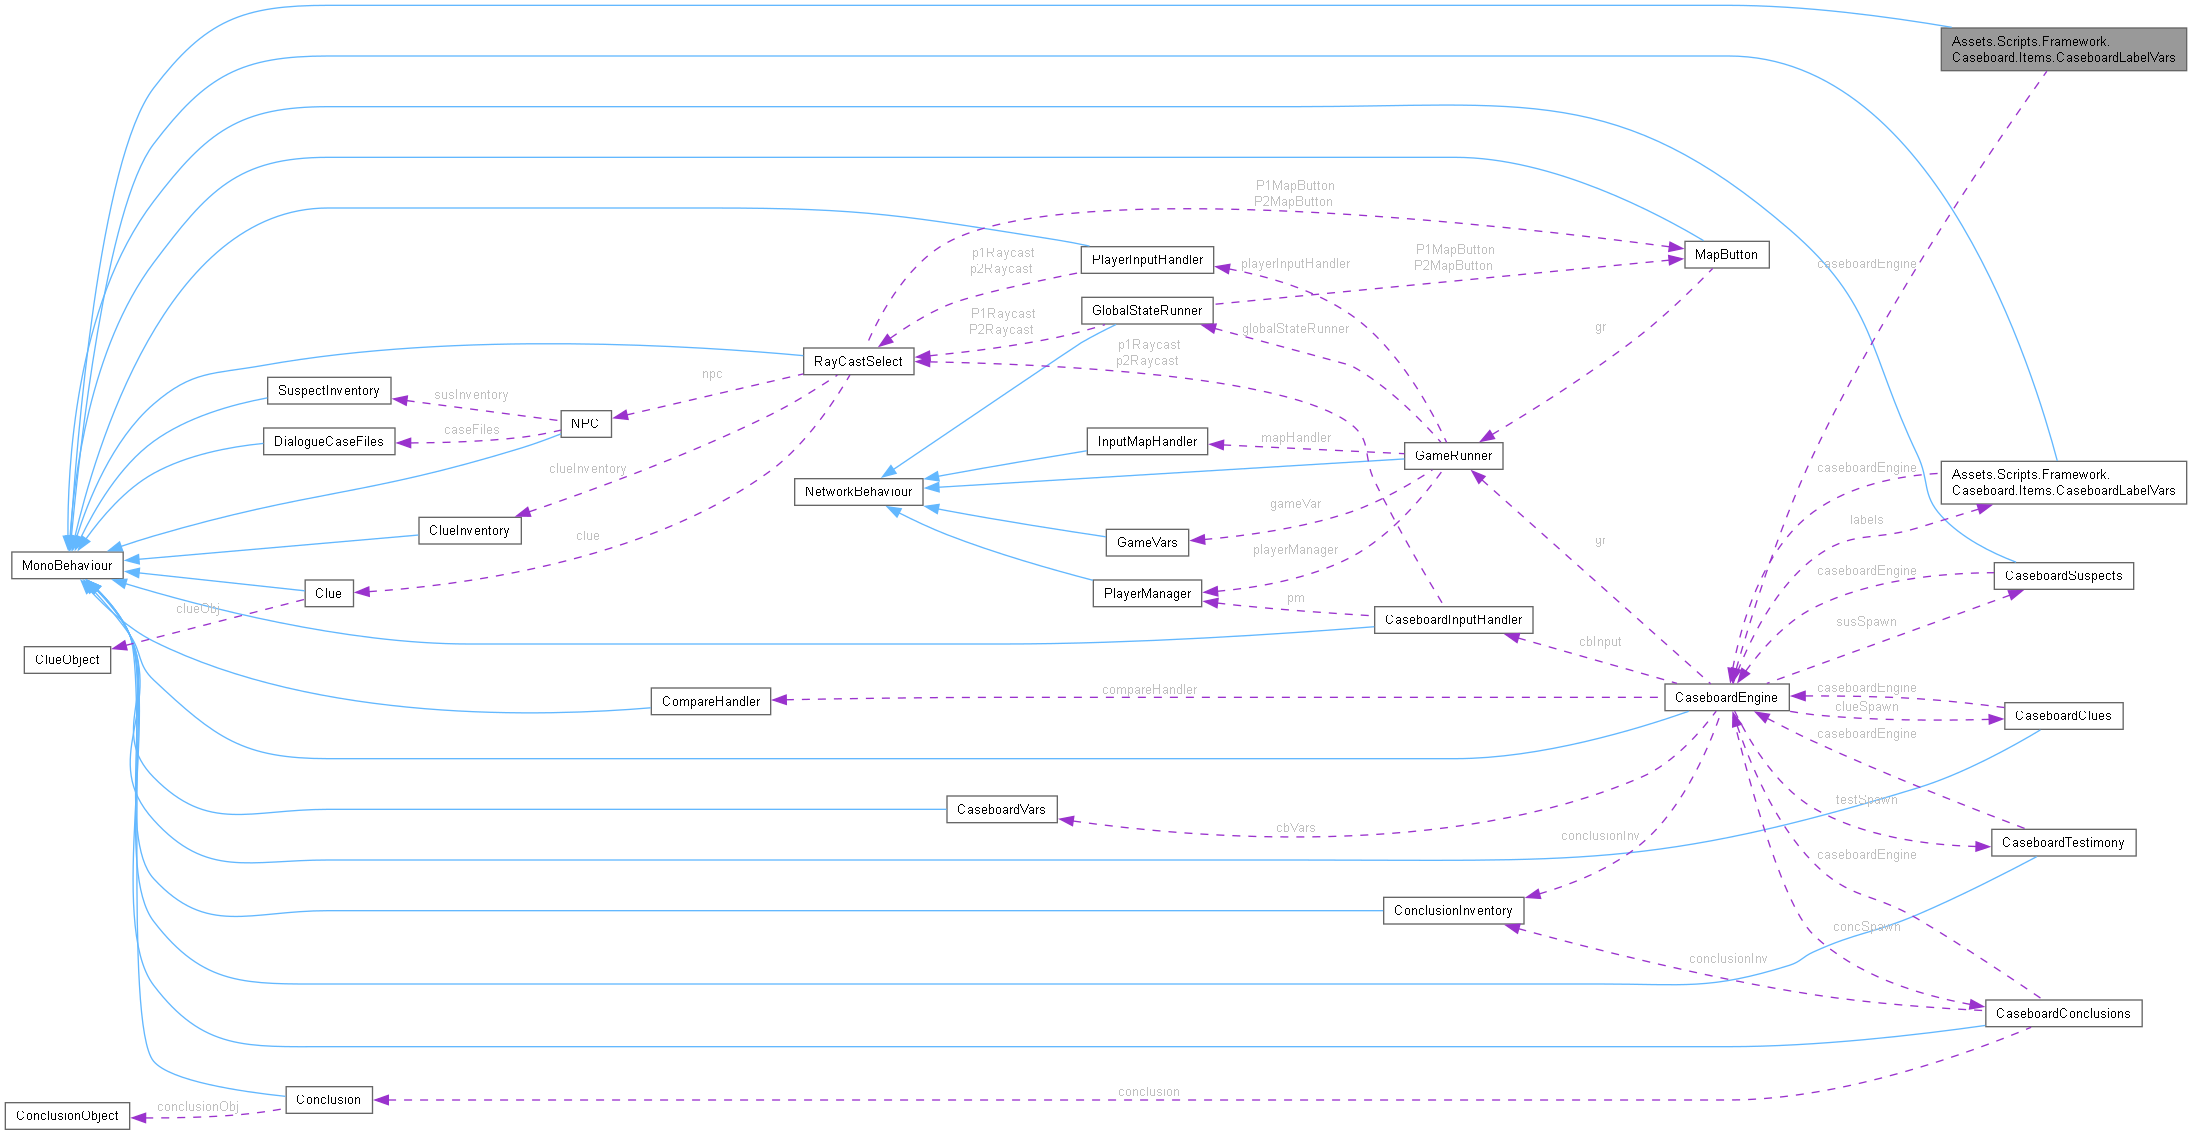 Assets.Scripts.Framework.
Caseboard.Items.CaseboardLabelVars
P1MapButton
P2MapButton
p1Raycast
p2Raycast
PlayerInputHandler
playerInputHandler
P1MapButton
P2MapButton
MapButton
caseboardEngine
GlobalStateRunner
P1Raycast
P2Raycast
globalStateRunner
gr
p1Raycast
p2Raycast
RayCastSelect
npc
SuspectInventory
susInventory
NPC
DialogueCaseFiles
caseFiles
InputMapHandler
mapHandler
GameRunner
clueInventory
caseboardEngine
Assets.Scripts.Framework.
Caseboard.Items.CaseboardLabelVars
NetworkBehaviour
gameVar
labels
ClueInventory
clue
GameVars
gr
playerManager
MonoBehaviour
caseboardEngine
CaseboardSuspects
Clue
PlayerManager
pm
clueObj
CaseboardInputHandler
susSpawn
cbInput
ClueObject
compareHandler
caseboardEngine
CompareHandler
CaseboardEngine
clueSpawn
CaseboardClues
caseboardEngine
CaseboardVars
testSpawn
cbVars
conclusionInv
CaseboardTestimony
caseboardEngine
ConclusionInventory
concSpawn
conclusionInv
CaseboardConclusions
conclusion
Conclusion
conclusionObj
ConclusionObject